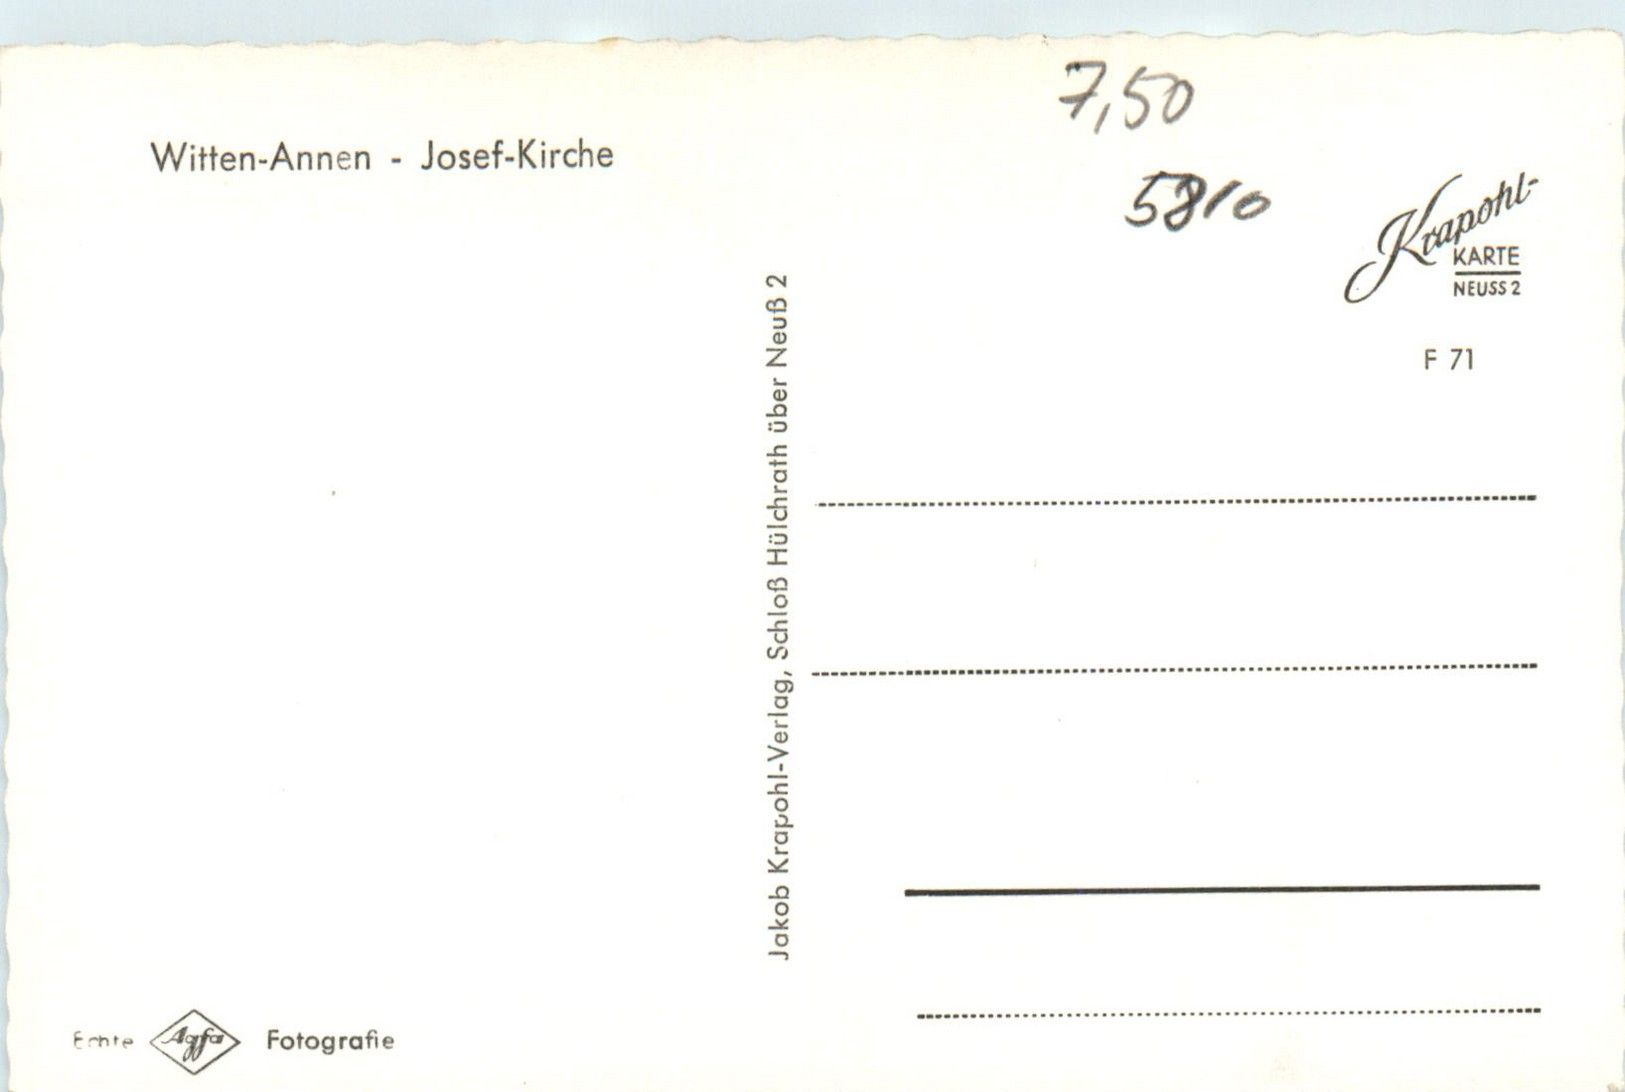 Witten-Annen - Josef-Kirche
7,50
5810
Krapohl-
KARTE
NEUSS 2
F 71
Jakob Krapohl-Verlag, Schloß Hülchrath über Neuß 2
Echte Agfa Fotografie